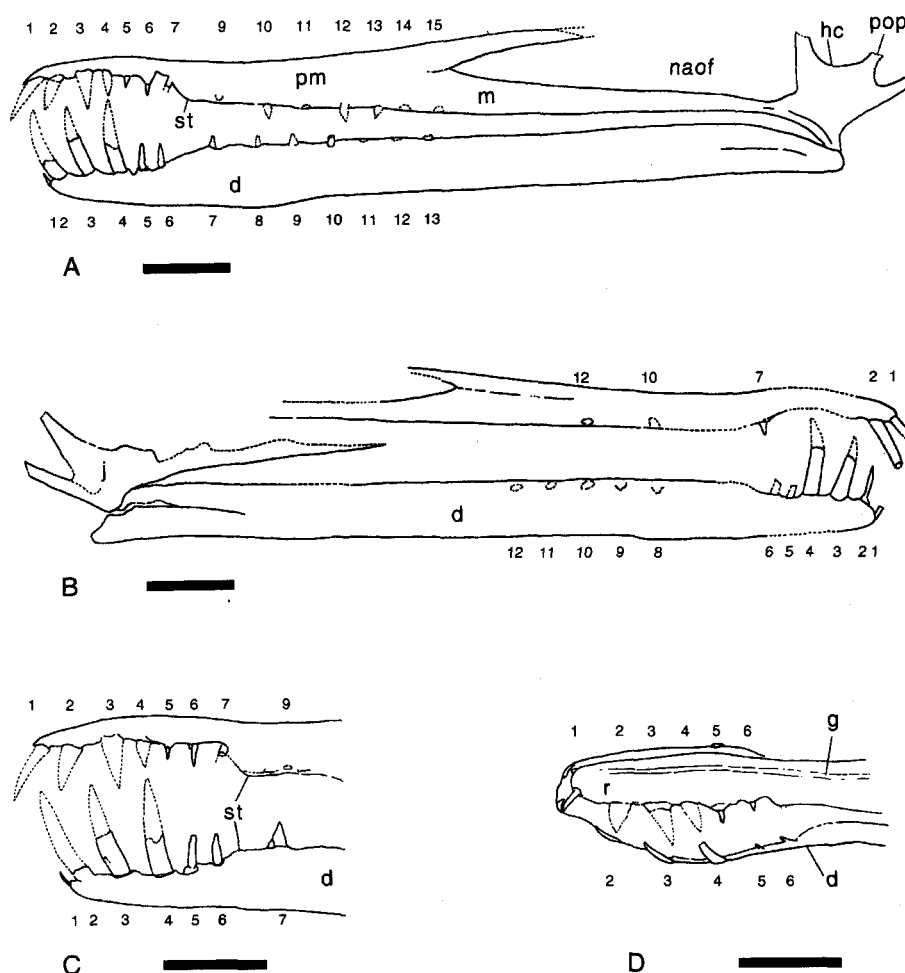 1 2 3 4 5 6 7 9 10 11 12 13 14 15
hc pop
pm naof
m
st
d
12 3 4 5 6 7 8 9 10 11 12 13
A
12 10 7 2 1
j
d
12 11 10 9 8 6 5 4 3 2 1
B
1 2 3 4 5 6 7 9
st
d
1 2 3 4 5 6 7
C
1 2 3 4 5 6 g
r
2 3 4 5 6 d
D